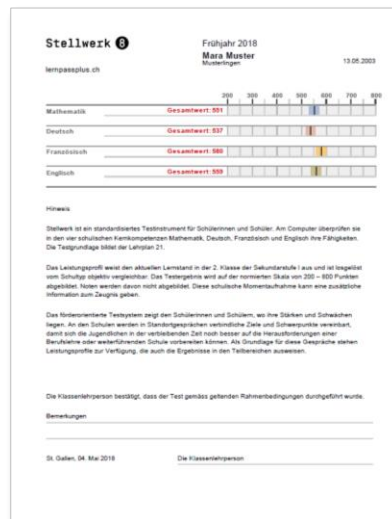 Stellwerk 8
Frühjahr 2018
Mara Muster
Musterlingen
13.05.2003
lernpassplus.ch
200 300 400 500 600 700 800
Mathematik Gesamtwert: 551
Deutsch Gesamtwert: 537
Französisch Gesamtwert: 580
Englisch Gesamtwert: 559
Hinweis
Stellwerk ist ein standardisiertes Testinstrument für Schülerinnen und Schüler. Am Computer überprüfen sie
in den vier schulischen Kernkompetenzen Mathematik, Deutsch, Französisch und Englisch ihre Fähigkeiten.
Die Testgrundlage bildet der Lehrplan 21.
Das Leistungsprofil weist den aktuellen Lernstand in der 2. Klasse der Sekundarstufe I aus und ist losgelöst
vom Schultyp objektiv vergleichbar. Das Testergebnis wird auf der normierten Skala von 200 – 800 Punkten
abgebildet. Noten werden davon nicht abgebildet. Diese schulische Momentaufnahme kann eine zusätzliche
Information zum Zeugnis geben.
Das förderorientierte Testsystem zeigt den Schülerinnen und Schülern, wo ihre Stärken und Schwächen
liegen. An den Schulen werden in Standortgesprächen verbindliche Ziele und Schwerpunkte vereinbart,
damit sich die Jugendlichen in der verbleibenden Zeit noch besser auf die Herausforderungen einer
Berufslehre oder weiterführenden Schule vorbereiten können. Als Grundlage für diese Gespräche stehen
Leistungsprofile zur Verfügung, die auch die Ergebnisse in den Teilbereichen ausweisen.
Die Klassenlehrperson bestätigt, dass der Test gemäss geltenden Rahmenbedingungen durchgeführt wurde.
Bemerkungen
St. Gallen, 04. Mai 2018 Die Klassenlehrperson